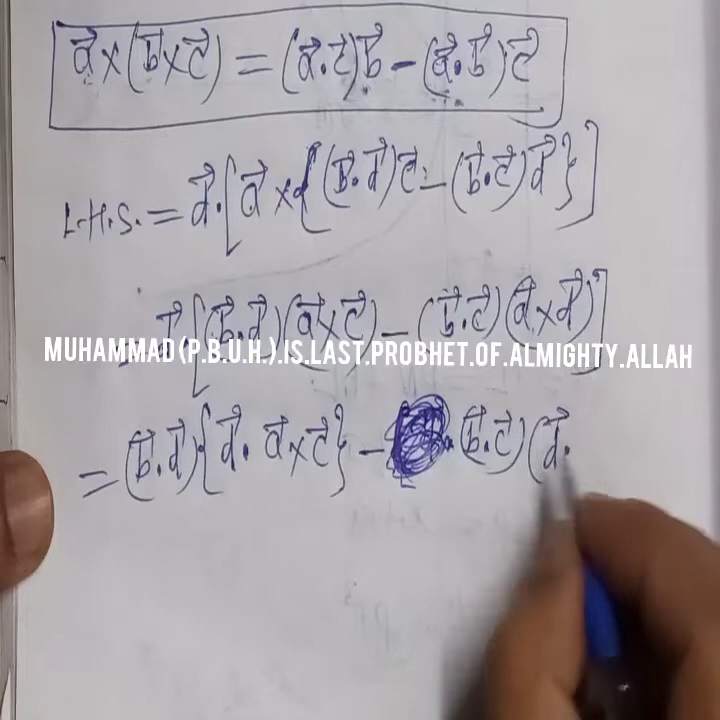 a⃗×(b⃗×c⃗) = (a⃗.c⃗)b⃗ − (a⃗.b⃗)c⃗
L.H.S. = d⃗.[a⃗×{(b⃗.d⃗)c⃗ − (b⃗.c⃗)d⃗}]
= d⃗.[(b⃗.d⃗)(a⃗×c⃗) − (b⃗.c⃗)(a⃗×d⃗)]
MUHAMMAD(P.B.U.H.).IS.LAST.PROBHET.OF.ALMIGHTY.ALLAH
= (b⃗.d⃗){d⃗. a⃗×c⃗} − (b⃗.c⃗)(d⃗.